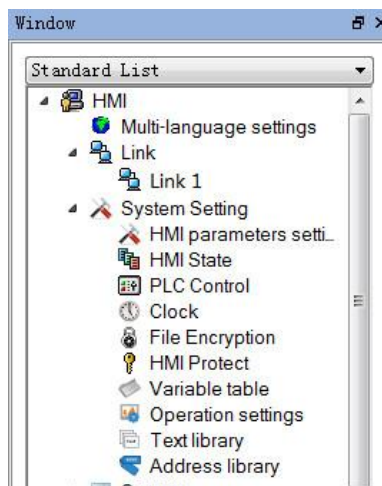 Window
Standard List
HMI
Multi-language settings
Link
Link 1
System Setting
HMI parameters setti..
HMI State
PLC Control
Clock
File Encryption
HMI Protect
Variable table
Operation settings
Text library
Address library